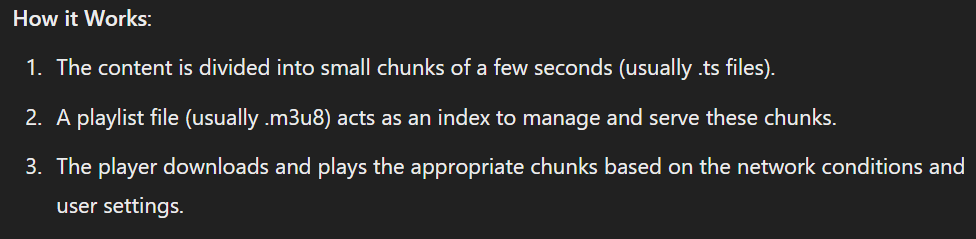 How it Works:
1. The content is divided into small chunks of a few seconds (usually .ts files).
2. A playlist file (usually .m3u8) acts as an index to manage and serve these chunks.
3. The player downloads and plays the appropriate chunks based on the network conditions and
user settings.